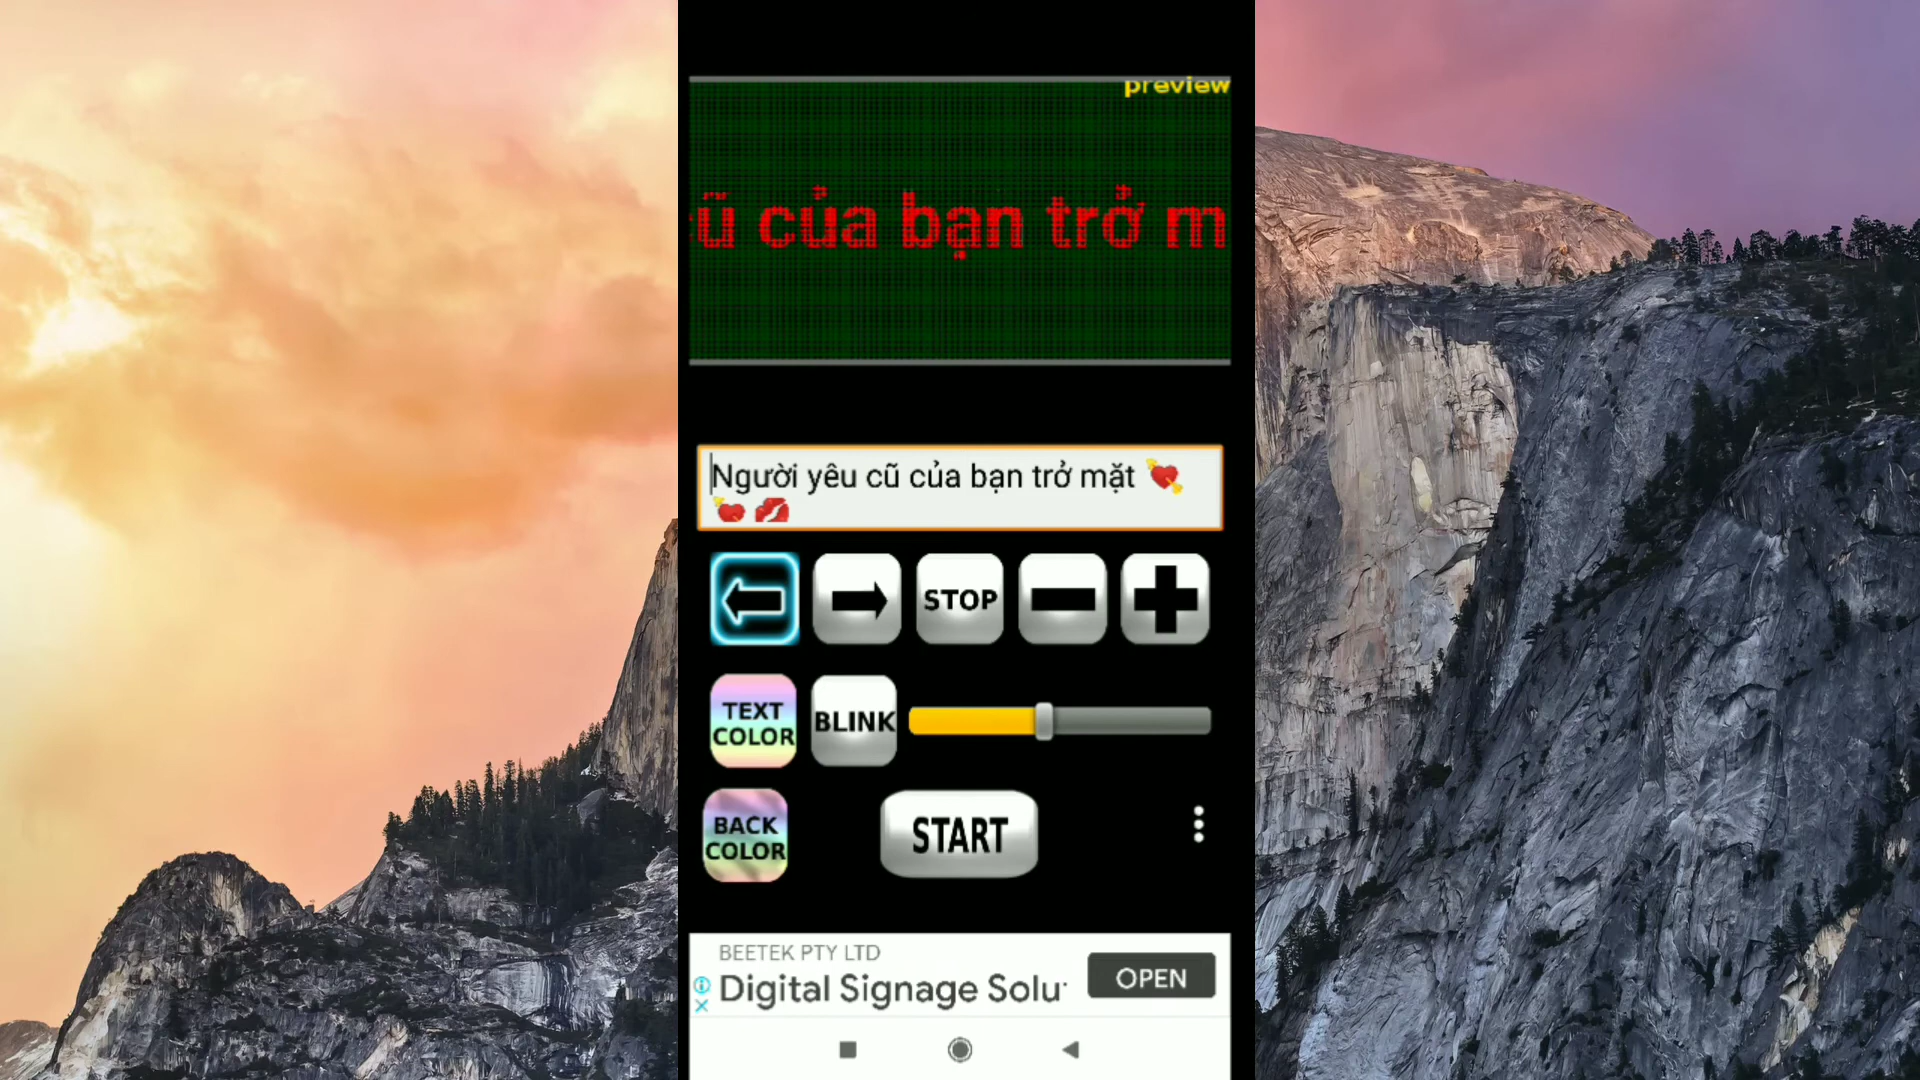 preview
cũ của bạn trở m
Người yêu cũ của bạn trở mặt 💘
💘 💋
STOP
TEXT
COLOR
BLINK
BACK
COLOR
START
BEETEK PTY LTD
Digital Signage Solu
OPEN